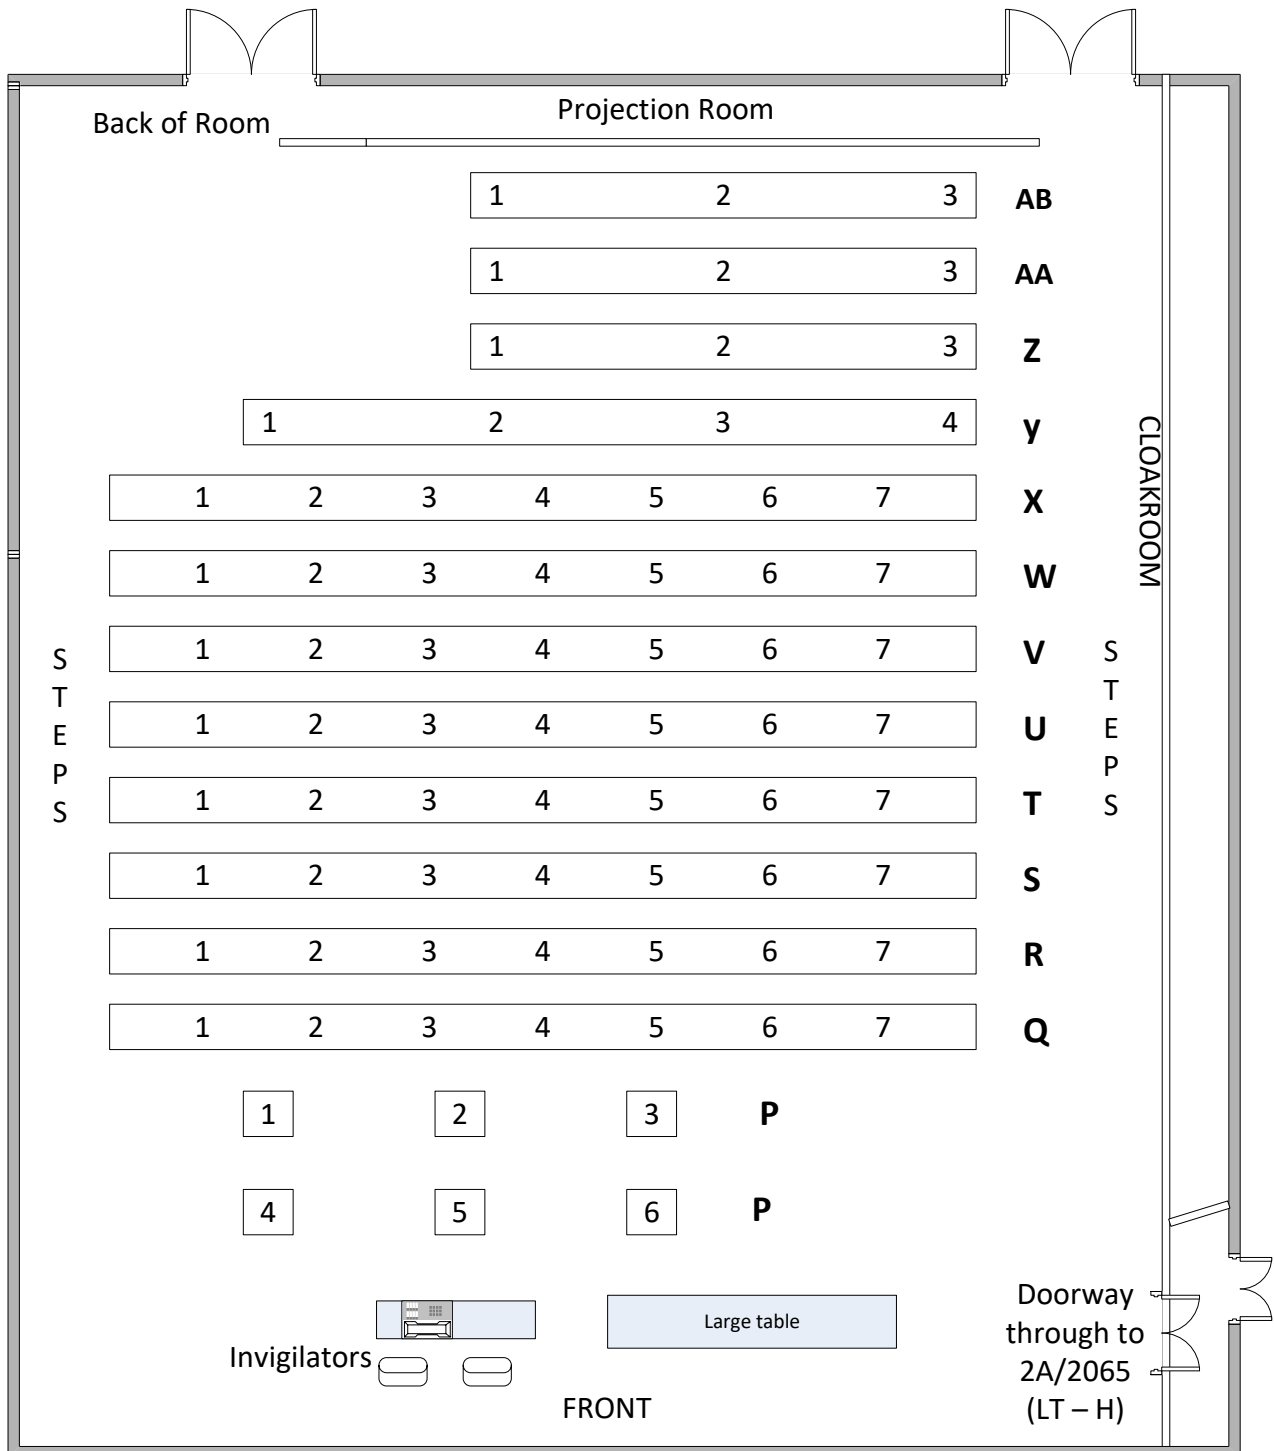 Back of Room
Projection Room
1 2 3 AB
1 2 3 AA
1 2 3 Z
1 2 3 4 y
1 2 3 4 5 6 7 X
1 2 3 4 5 6 7 W
1 2 3 4 5 6 7 V
1 2 3 4 5 6 7 U
1 2 3 4 5 6 7 T
1 2 3 4 5 6 7 S
1 2 3 4 5 6 7 R
1 2 3 4 5 6 7 Q
1 2 3 P
4 5 6 P
STEPS
STEPS
CLOAKROOM
Large table
Invigilators
FRONT
Doorway
through to
2A/2065
(LT – H)